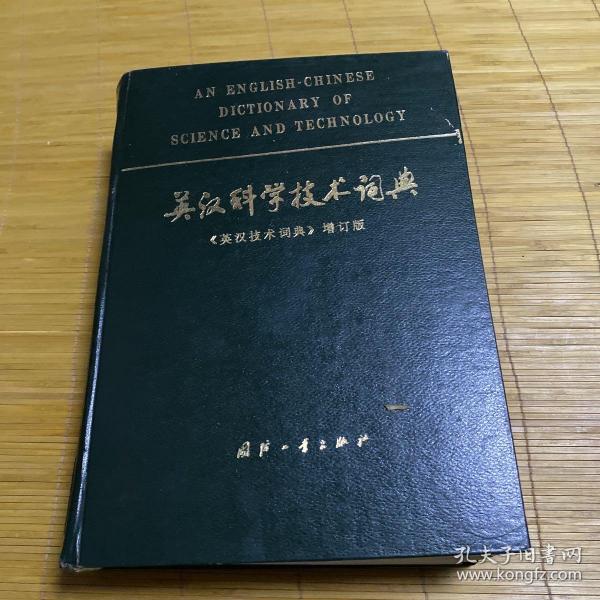 AN ENGLISH-CHINESE
DICTIONARY OF
SCIENCE AND TECHNOLOGY
英汉科学技术词典
《英汉技术词典》增订版
国防工业出版社
孔夫子旧书网
www.kongfz.com